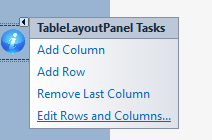 TableLayoutPanel Tasks
Add Column
Add Row
Remove Last Column
Edit Rows and Columns...